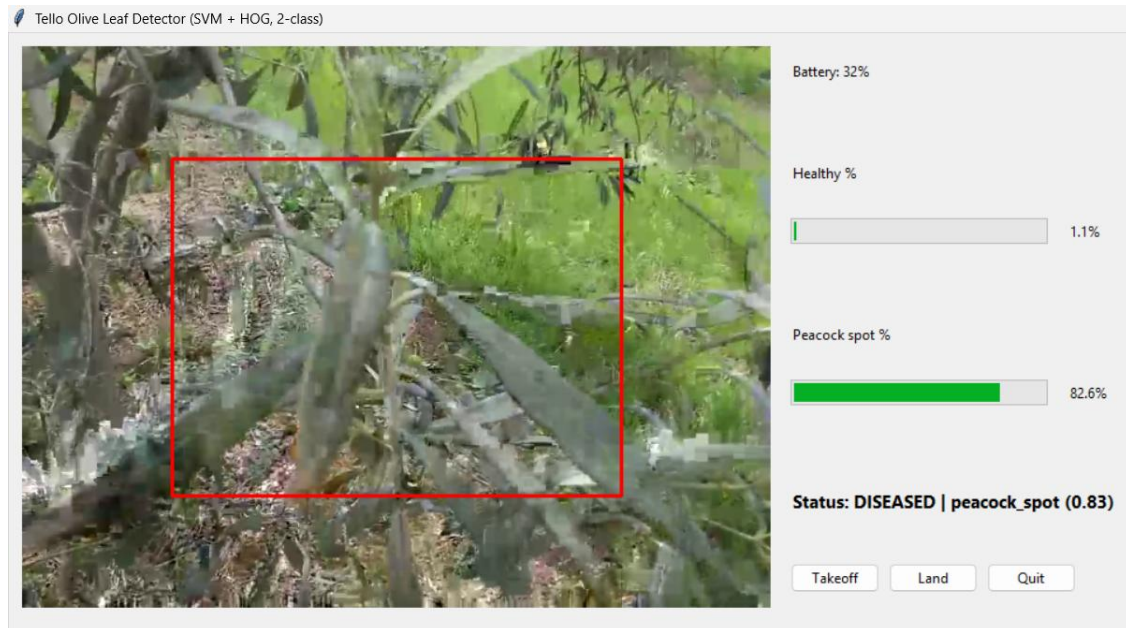 Tello Olive Leaf Detector (SVM + HOG, 2-class)
Battery: 32%
Healthy %
1.1%
Peacock spot %
82.6%
Status: DISEASED | peacock_spot (0.83)
Takeoff Land Quit